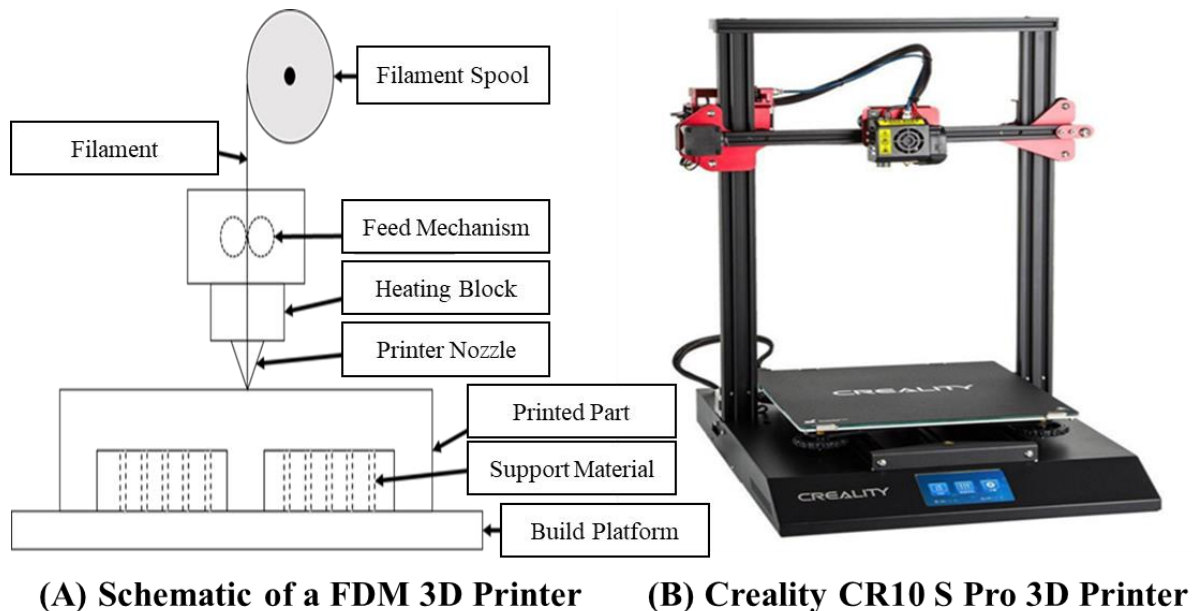 Filament Spool
Filament
Feed Mechanism
Heating Block
Printer Nozzle
Printed Part
Support Material
Build Platform
CREALITY
CREALITY
(A) Schematic of a FDM 3D Printer
(B) Creality CR10 S Pro 3D Printer